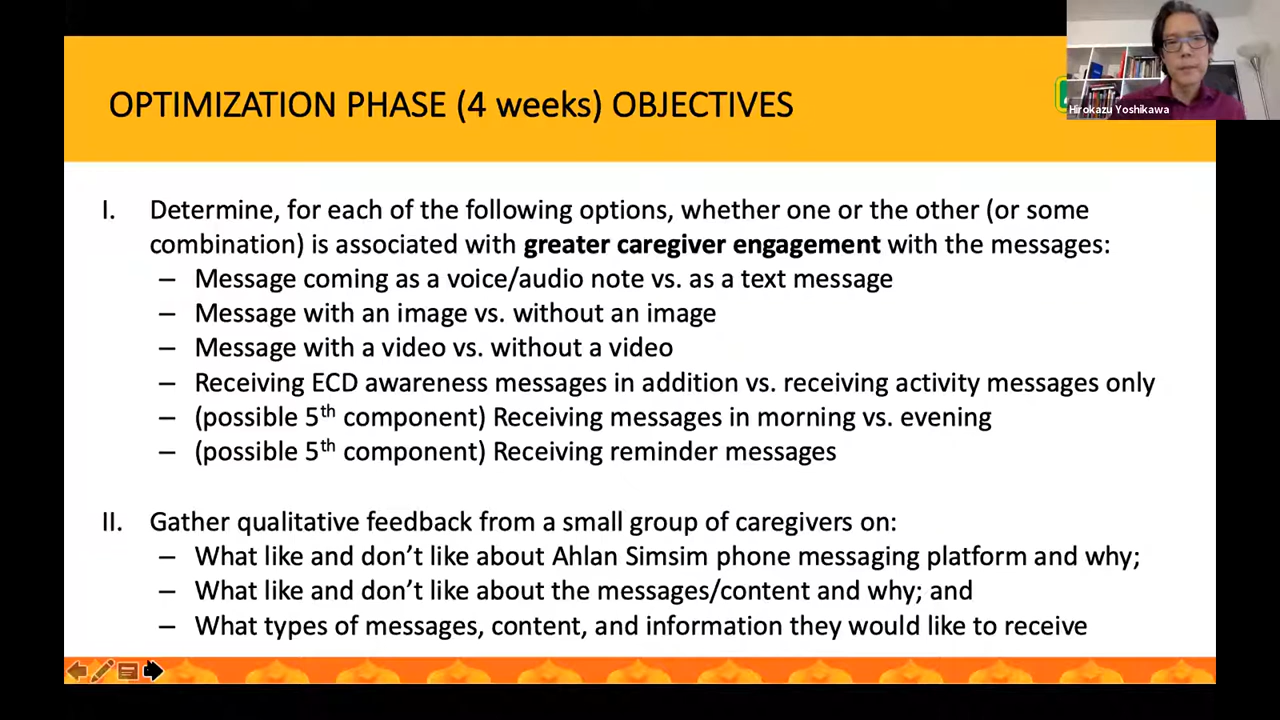 OPTIMIZATION PHASE (4 weeks) OBJECTIVES
Hirokazu Yoshikawa
I. Determine, for each of the following options, whether one or the other (or some
combination) is associated with greater caregiver engagement with the messages:
– Message coming as a voice/audio note vs. as a text message
– Message with an image vs. without an image
– Message with a video vs. without a video
– Receiving ECD awareness messages in addition vs. receiving activity messages only
– (possible 5th component) Receiving messages in morning vs. evening
– (possible 5th component) Receiving reminder messages
II. Gather qualitative feedback from a small group of caregivers on:
– What like and don’t like about Ahlan Simsim phone messaging platform and why;
– What like and don’t like about the messages/content and why; and
– What types of messages, content, and information they would like to receive